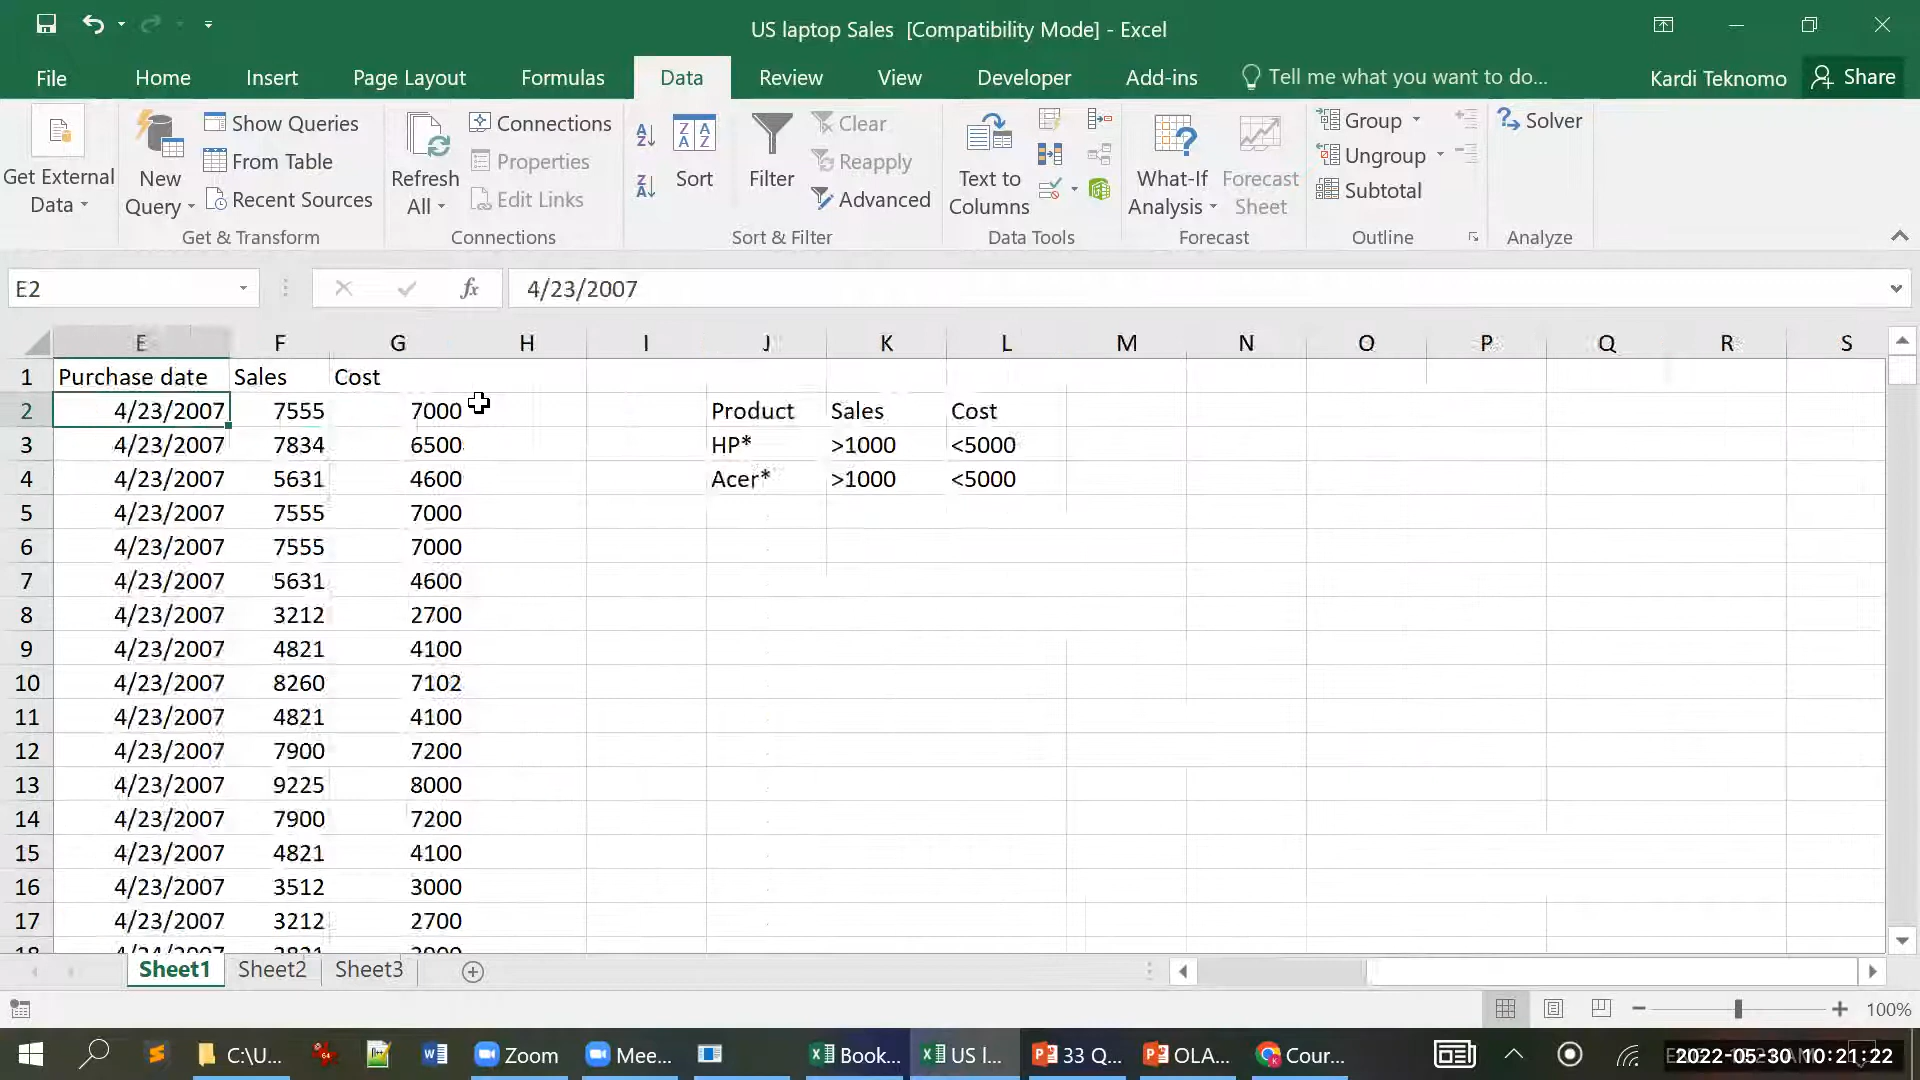 US laptop Sales [Compatibility Mode] - Excel
File Home Insert Page Layout Formulas Data Review View Developer Add-ins Tell me what you want to do... Kardi Teknomo Share
Get External Data
New Query
Show Queries
From Table
Recent Sources
Get & Transform
Refresh All
Connections
Properties
Edit Links
Connections
Sort
Filter
Clear
Reapply
Advanced
Sort & Filter
Text to Columns
Data Tools
What-If Analysis
Forecast Sheet
Forecast
Group
Ungroup
Subtotal
Outline
Solver
Analyze
E2 fx 4/23/2007
E F G H I J K L M N O P Q R S
1 Purchase date Sales Cost
2 4/23/2007 7555 7000 Product Sales Cost
3 4/23/2007 7834 6500 HP* >1000 <5000
4 4/23/2007 5631 4600 Acer* >1000 <5000
5 4/23/2007 7555 7000
6 4/23/2007 7555 7000
7 4/23/2007 5631 4600
8 4/23/2007 3212 2700
9 4/23/2007 4821 4100
10 4/23/2007 8260 7102
11 4/23/2007 4821 4100
12 4/23/2007 7900 7200
13 4/23/2007 9225 8000
14 4/23/2007 7900 7200
15 4/23/2007 4821 4100
16 4/23/2007 3512 3000
17 4/23/2007 3212 2700
Sheet1 Sheet2 Sheet3
100%
C:\U... 64 Zoom Mee... Book... US l... 33 Q... OLA... Cour... 2022-05-30 10:21:22